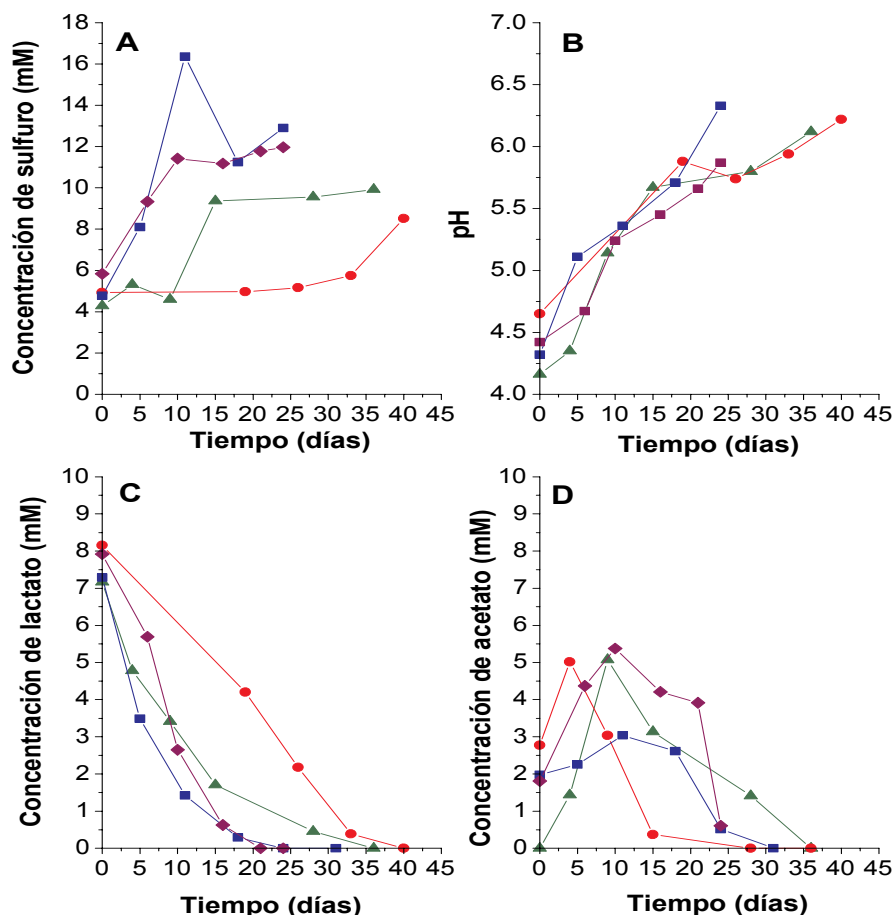 A
Concentración de sulfuro (mM)
18
16
14
12
10
8
6
4
2
0
0 5 10 15 20 25 30 35 40 45
Tiempo (días)
B
pH
7.0
6.5
6.0
5.5
5.0
4.5
4.0
0 5 10 15 20 25 30 35 40 45
Tiempo (días)
C
Concentración de lactato (mM)
10
9
8
7
6
5
4
3
2
1
0
0 5 10 15 20 25 30 35 40 45
Tiempo (días)
D
Concentración de acetato (mM)
10
9
8
7
6
5
4
3
2
1
0
0 5 10 15 20 25 30 35 40 45
Tiempo (días)